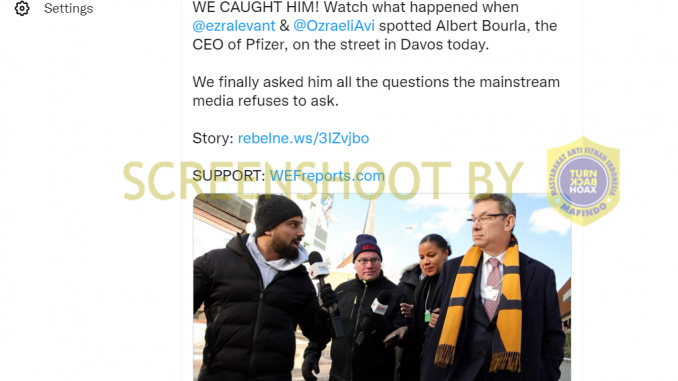 Settings
WE CAUGHT HIM! Watch what happened when
@ezralevant & @OzraeliAvi spotted Albert Bourla, the
CEO of Pfizer, on the street in Davos today.
We finally asked him all the questions the mainstream
media refuses to ask.
Story: rebelne.ws/3IZvjbo
SUPPORT: WEFreports.com
SCREENSHOOT BY
MASYARAKAT ANTI FITNAH INDONESIA
TURN
BACK
HOAX
MAFINDO